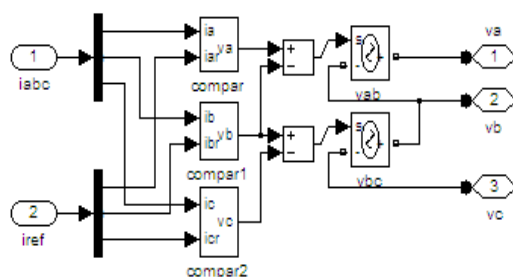 1
iabc
2
iref
ia
va
iar
compar
ib
vb
ibr
compar1
ic
vc
icr
compar2
+
−
+
−
s
-
vab
s
-
vbc
va
1
2
vb
3
vc